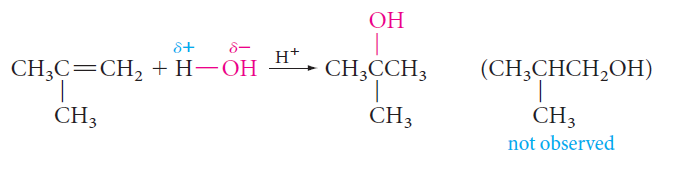 OH
δ+ δ− H⁺
CH₃C=CH₂ + H—OH → CH₃CCH₃ (CH₃CHCH₂OH)
CH₃ CH₃ CH₃
not observed